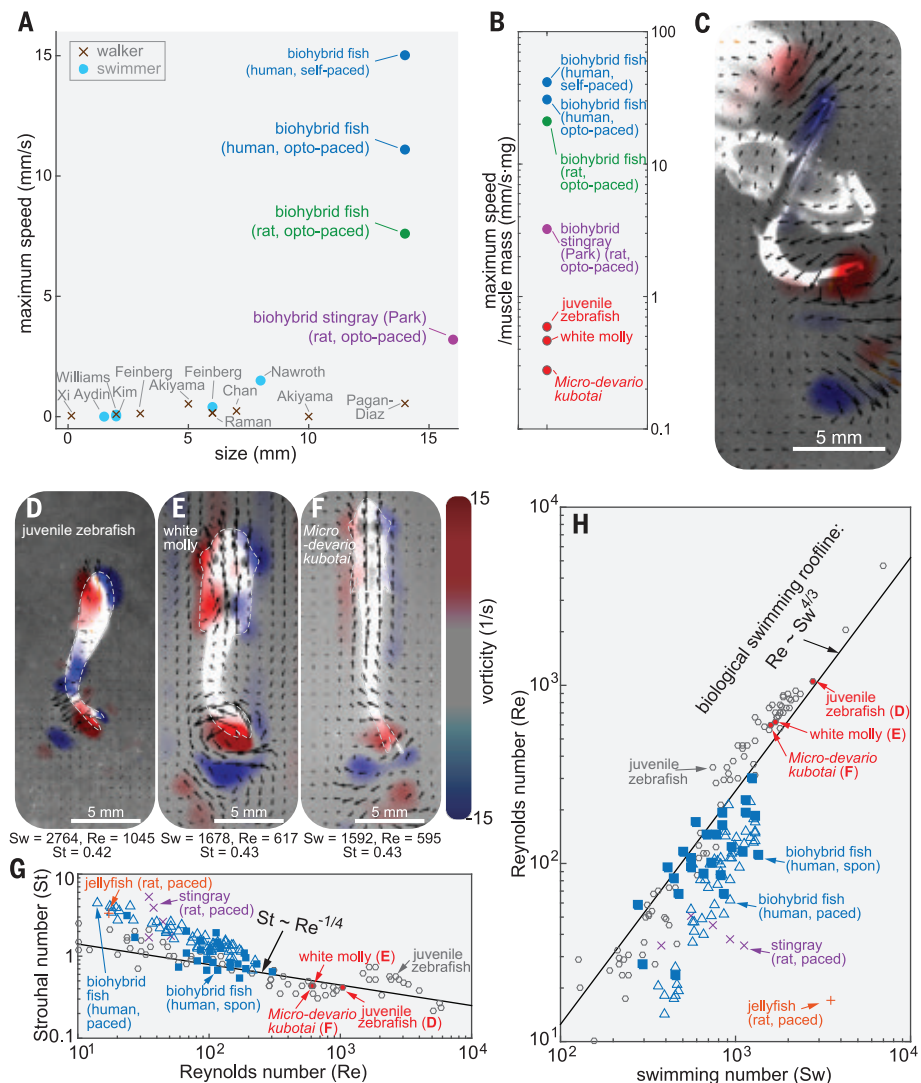 A
15
10
5
0
maximum speed (mm/s)
walker
swimmer
biohybrid fish
(human, self-paced)
biohybrid fish
(human, opto-paced)
biohybrid fish
(rat, opto-paced)
biohybrid stingray (Park)
(rat, opto-paced)
Williams
Xi
Aydin
Kim
Feinberg
Akiyama
Feinberg
Chan
Raman
Nawroth
Akiyama
Pagan-
Diaz
0
5
10
15
size (mm)
B
maximum speed
/muscle mass (mm/s·mg)
100
10
1
0.1
biohybrid fish
(human,
self-paced)
biohybrid fish
(human,
opto-paced)
biohybrid fish
(rat,
opto-paced)
biohybrid
stingray
(Park) (rat,
opto-paced)
juvenile
zebrafish
white molly
Micro-devario
kubotai
C
5 mm
D
juvenile zebrafish
5 mm
Sw = 2764, Re = 1045
St = 0.42
E
white
molly
5 mm
Sw = 1678, Re = 617
St = 0.43
F
Micro
-devario
kubotai
5 mm
Sw = 1592, Re = 595
St = 0.43
15
vorticity (1/s)
-15
G
Strouhal number (St)
10
1
0.1
jellyfish (rat, paced)
stingray
(rat, paced)
St ~ Re-1/4
white molly (E)
juvenile
zebrafish
biohybrid
fish
(human,
paced)
biohybrid fish
(human, spon)
Micro-devario
kubotai (F)
juvenile
zebrafish (D)
10^1
10^2
10^3
10^4
Reynolds number (Re)
H
10^4
10^3
10^2
10^1
Reynolds number (Re)
biological swimming roofline:
Re ~ Sw4/3
juvenile
zebrafish (D)
white molly (E)
Micro-devario
kubotai (F)
juvenile
zebrafish
biohybrid fish
(human, spon)
biohybrid fish
(human, paced)
stingray
(rat, paced)
jellyfish
(rat, paced)
10^2
10^3
10^4
swimming number (Sw)